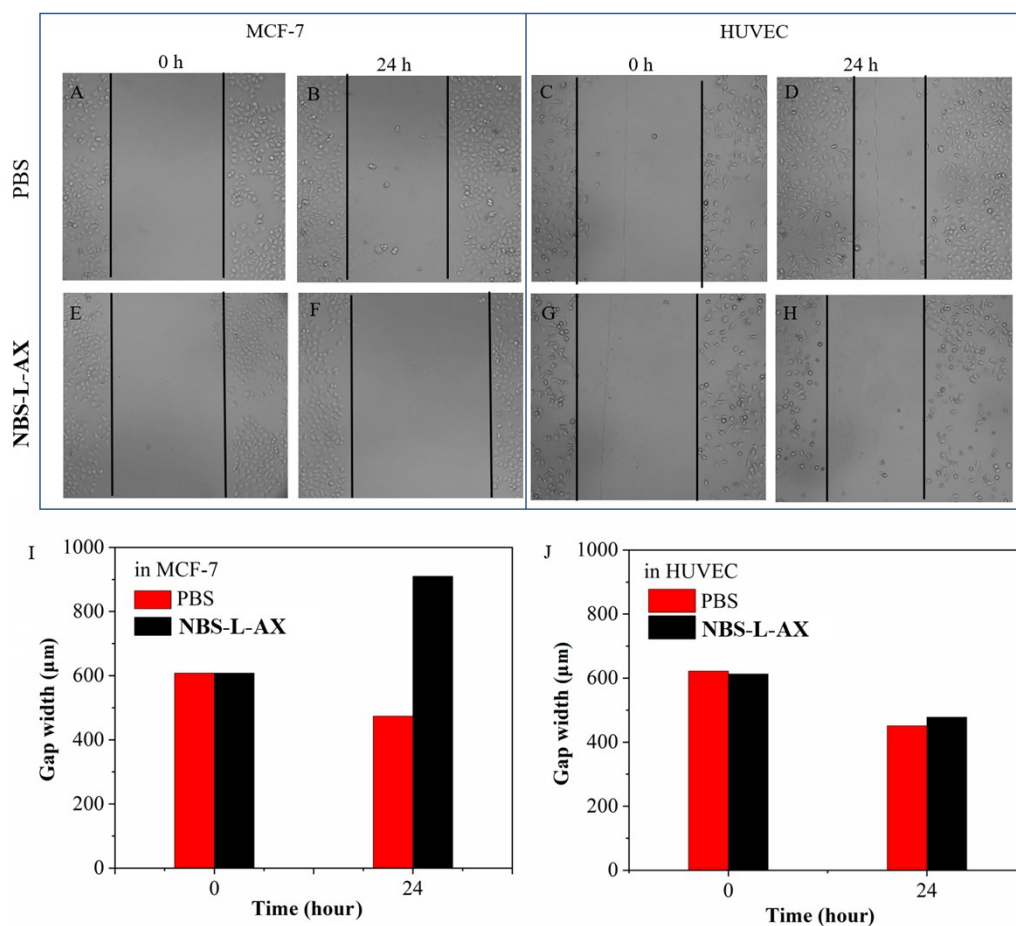 MCF-7
HUVEC
0 h
24 h
0 h
24 h
PBS
A
B
C
D
NBS-L-AX
E
F
G
H
I
in MCF-7
PBS
NBS-L-AX
Gap width (μm)
1000
800
600
400
200
0
0
24
Time (hour)
J
in HUVEC
PBS
NBS-L-AX
Gap width (μm)
1000
800
600
400
200
0
0
24
Time (hour)